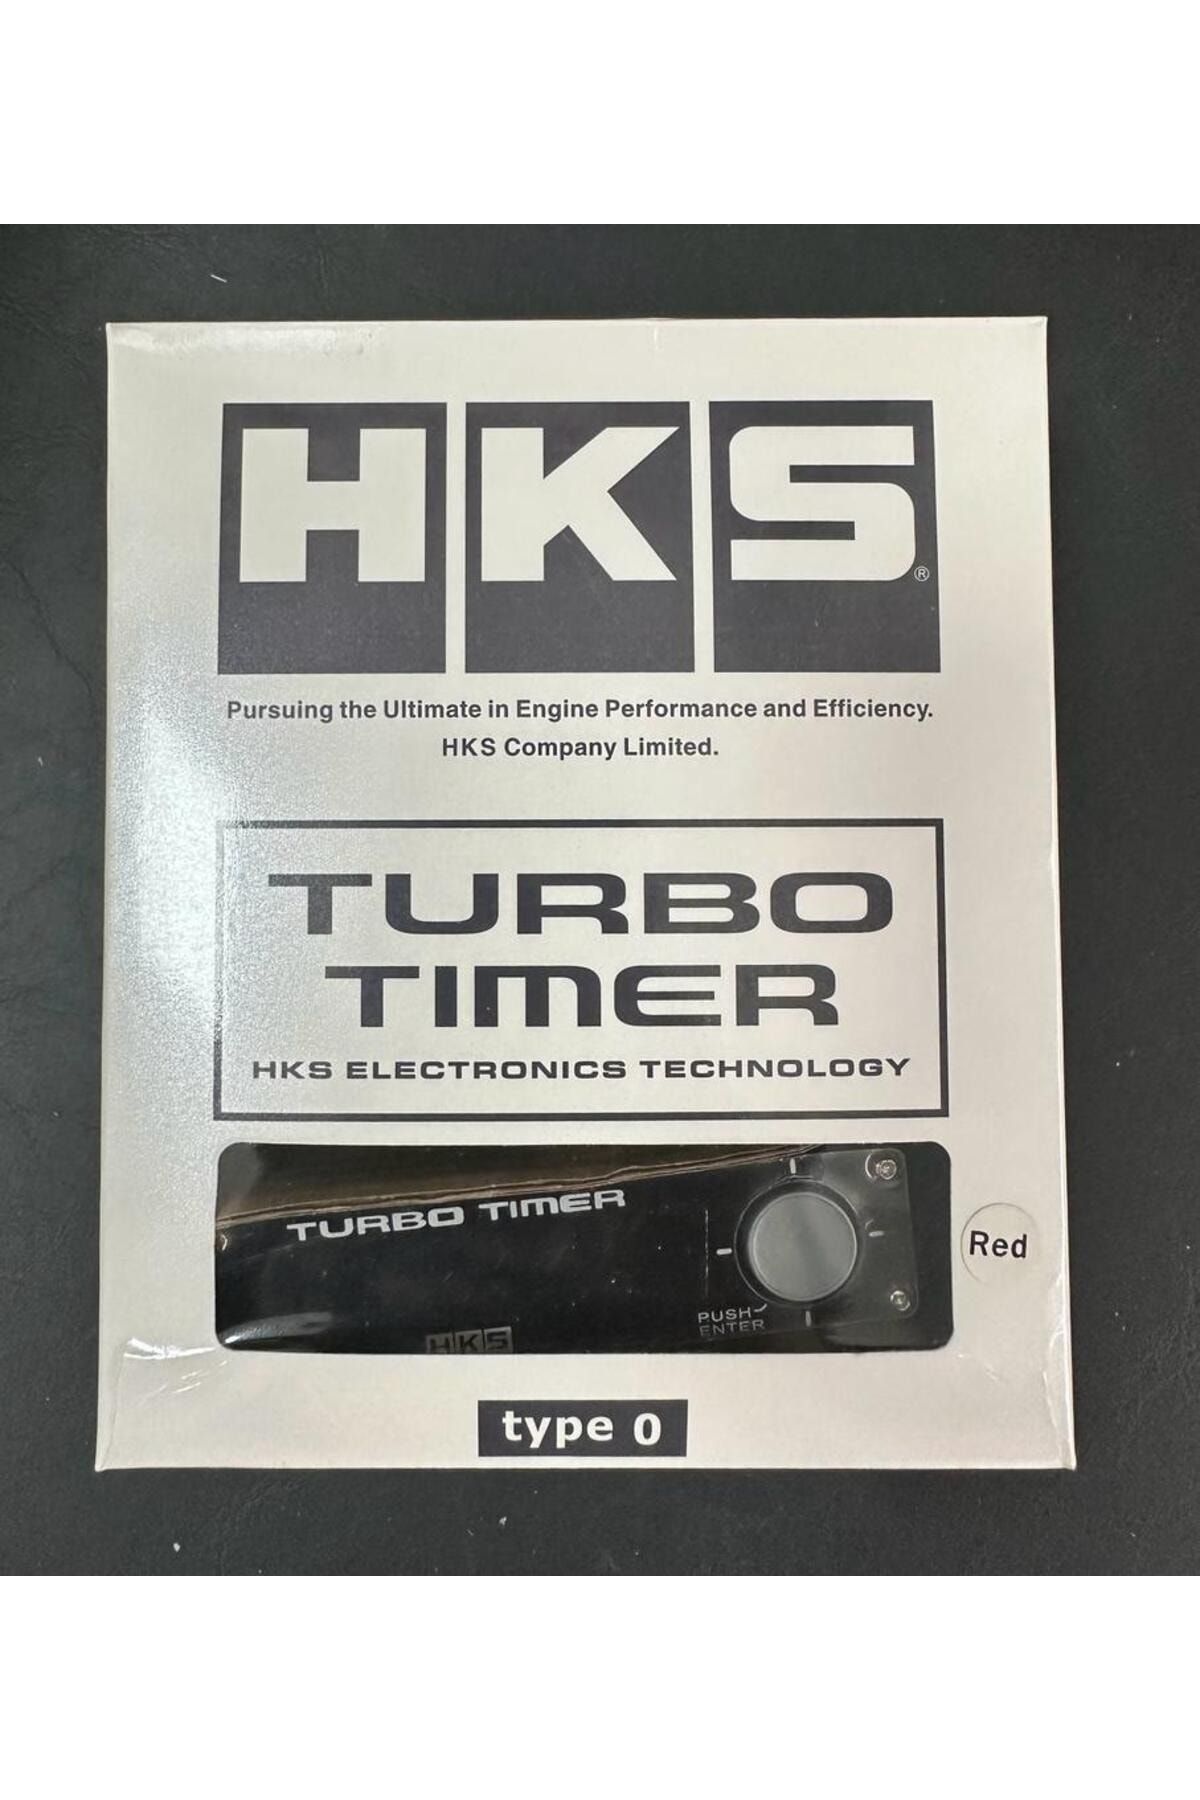 HKS®
Pursuing the Ultimate in Engine Performance and Efficiency.
HKS Company Limited.
TURBO
TIMER
HKS ELECTRONICS TECHNOLOGY
TURBO TIMER
PUSH
ENTER
HKS
Red
type 0